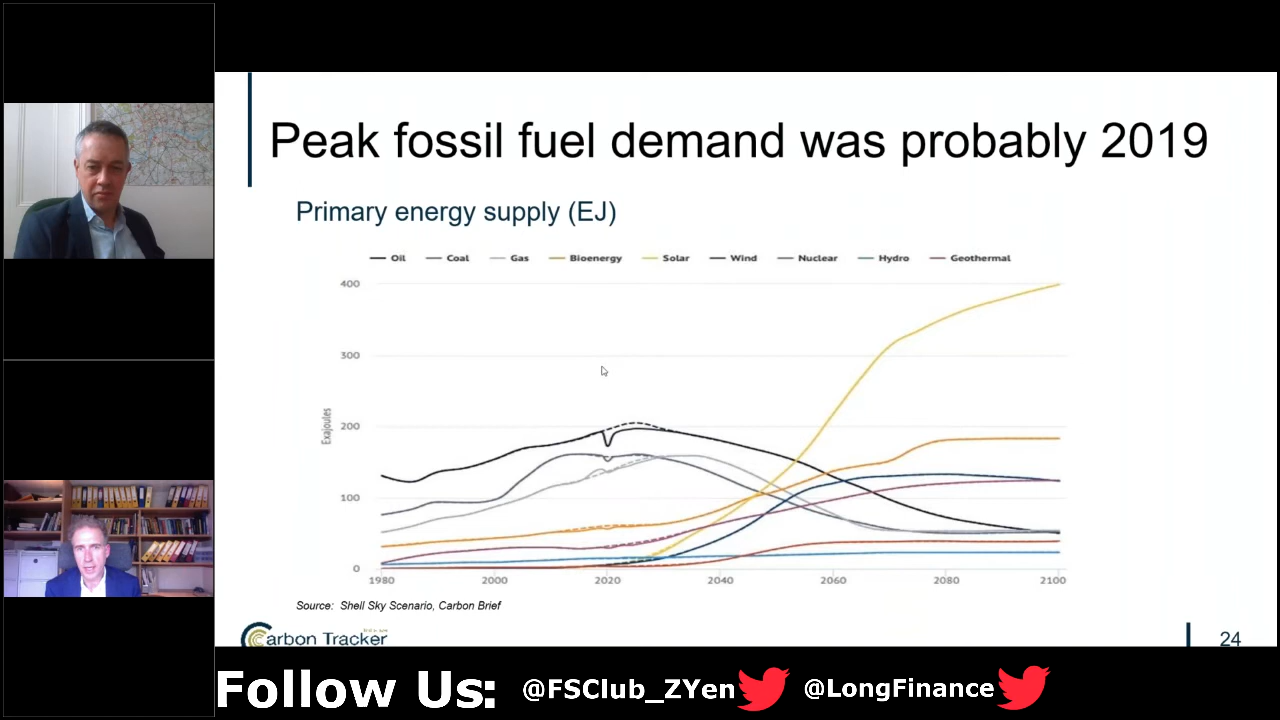 Peak fossil fuel demand was probably 2019
Primary energy supply (EJ)
Oil Coal Gas Bioenergy Solar Wind Nuclear Hydro Geothermal
400
300
200
100
0
Exajoules
1980 2000 2020 2040 2060 2080 2100
Source: Shell Sky Scenario, Carbon Brief
Carbon Tracker
24
Follow Us: @FSClub_ZYen @LongFinance